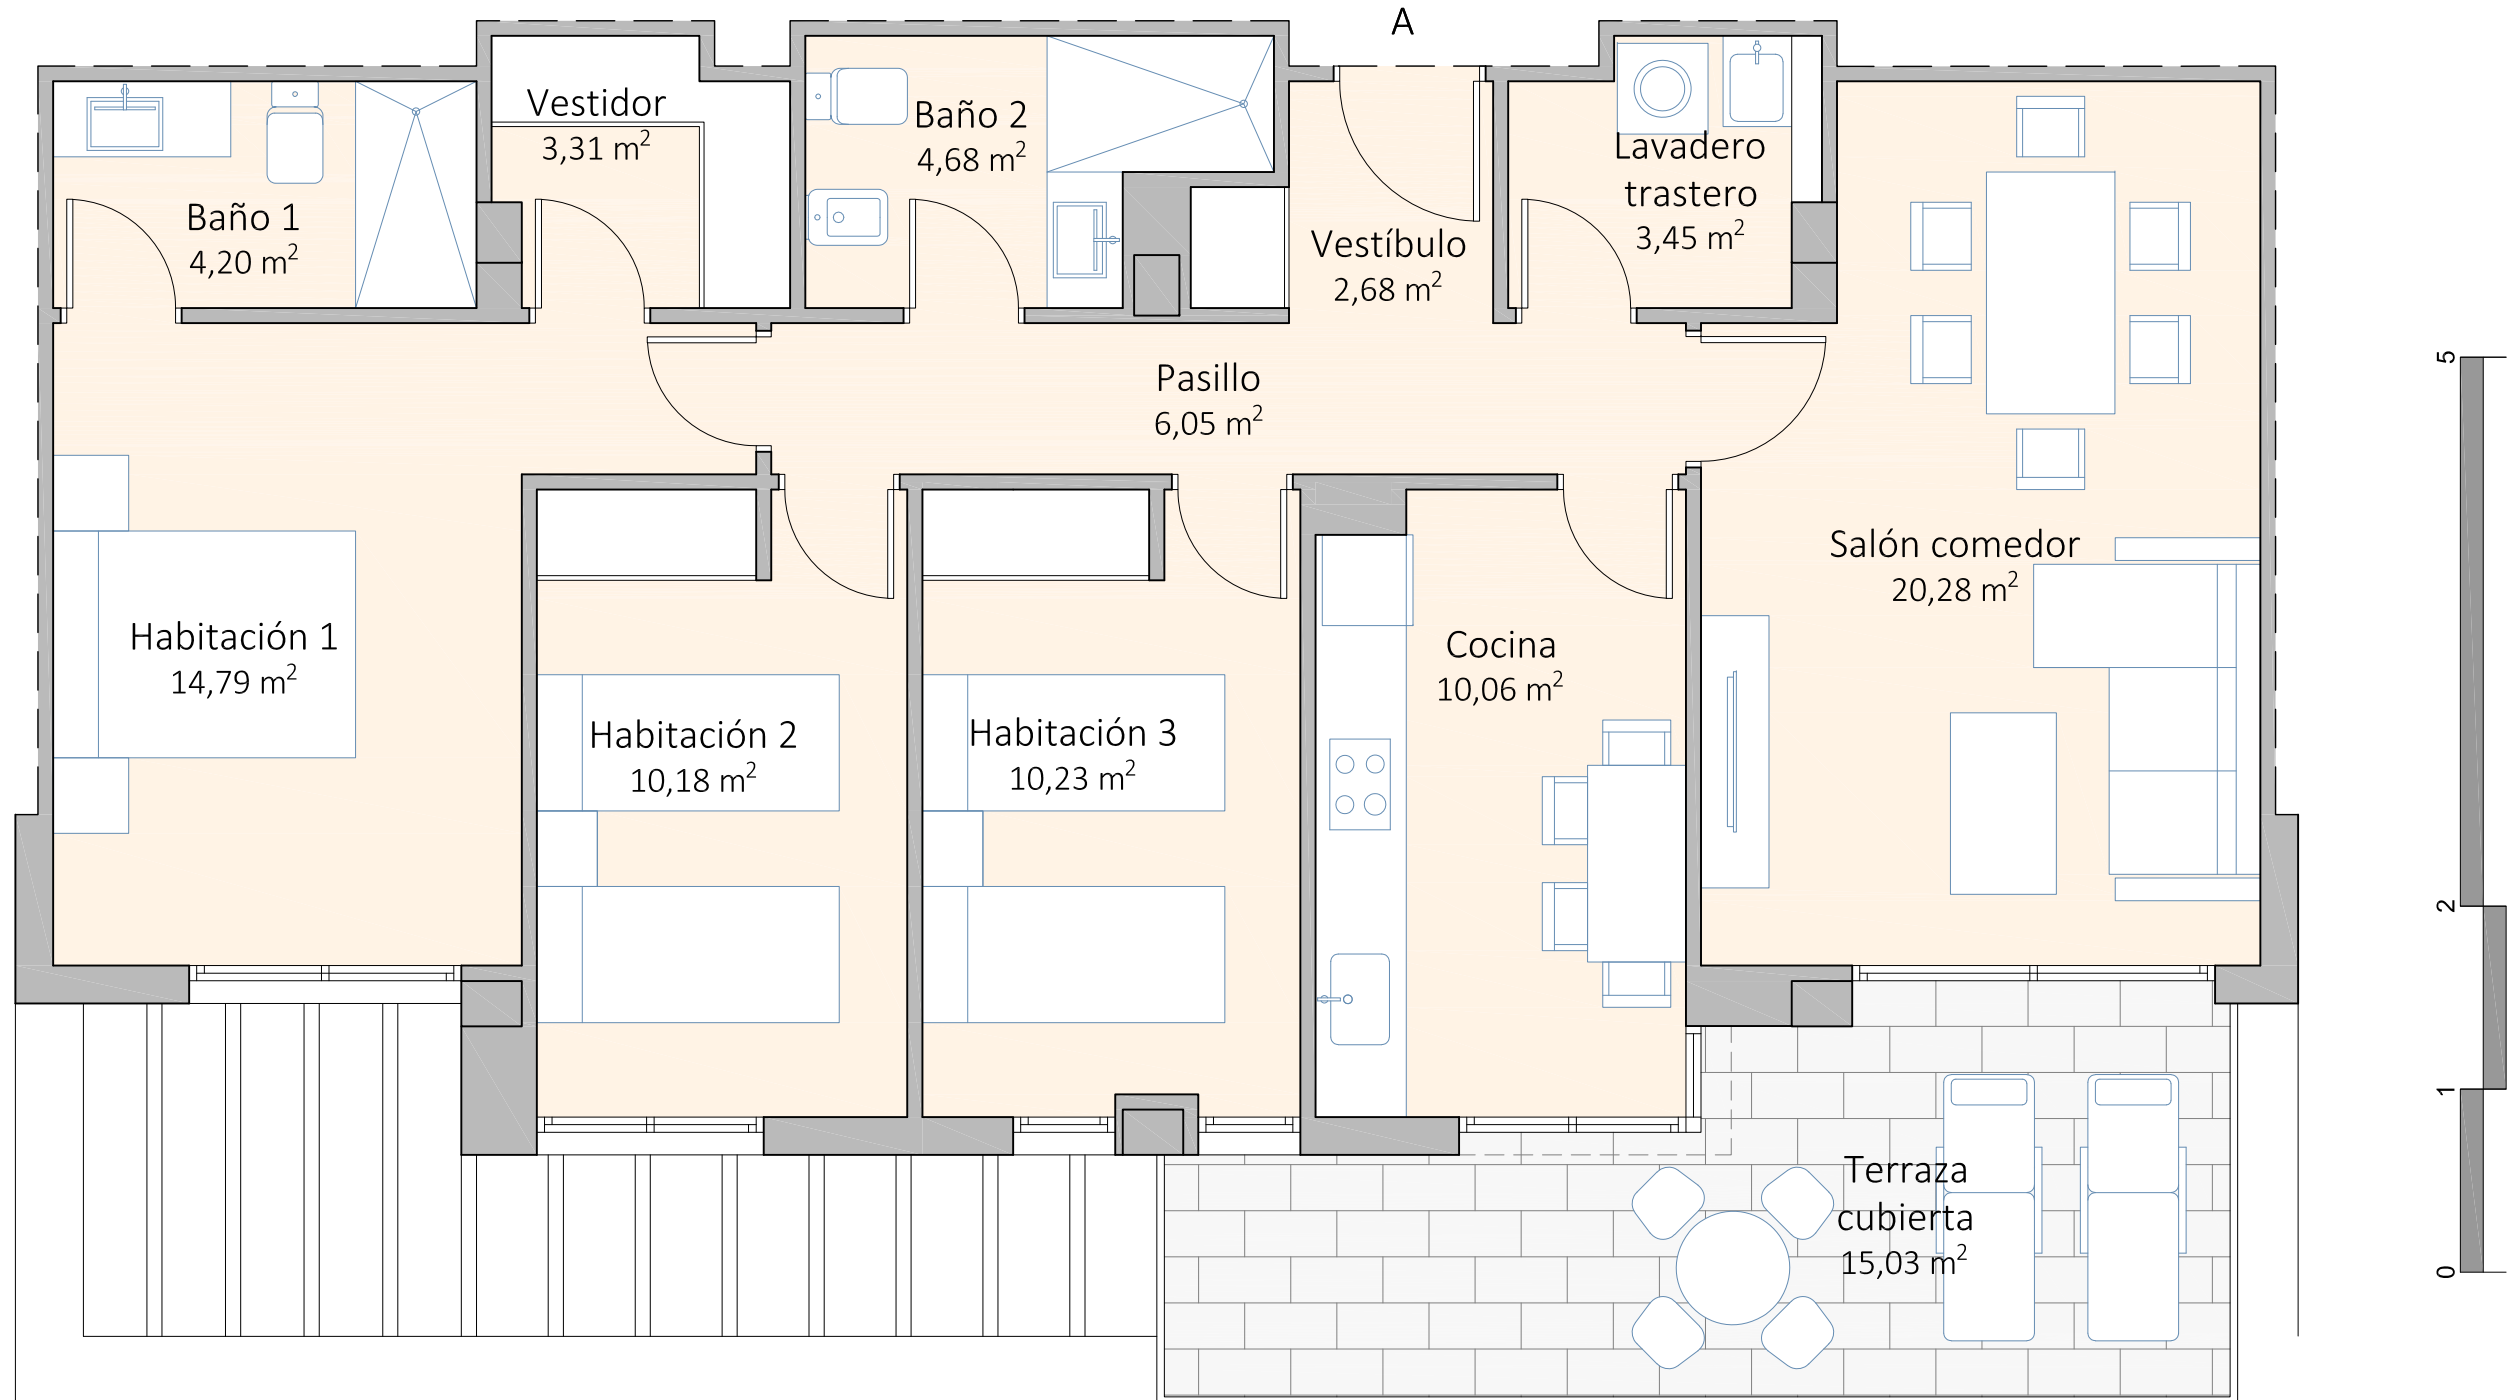 A
Vestidor
3,31 m²
Baño 2
4,68 m²
Lavadero
trastero
3,45 m²
Baño 1
4,20 m²
Vestíbulo
2,68 m²
Pasillo
6,05 m²
Salón comedor
20,28 m²
Habitación 1
14,79 m²
Cocina
10,06 m²
Habitación 2
10,18 m²
Habitación 3
10,23 m²
Terraza
cubierta
15,03 m²
5
2
1
0